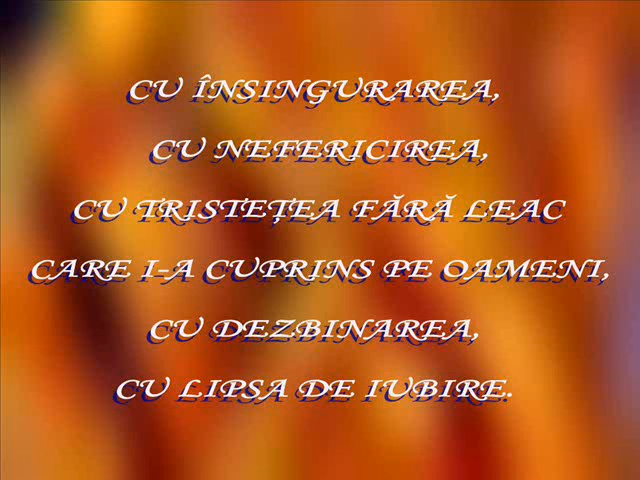 CU ÎNSINGURAREA,
CU NEFERICIREA,
CU TRISTEȚEA FĂRĂ LEAC
CARE I-A CUPRINS PE OAMENI,
CU DEZBINAREA,
CU LIPSA DE IUBIRE.